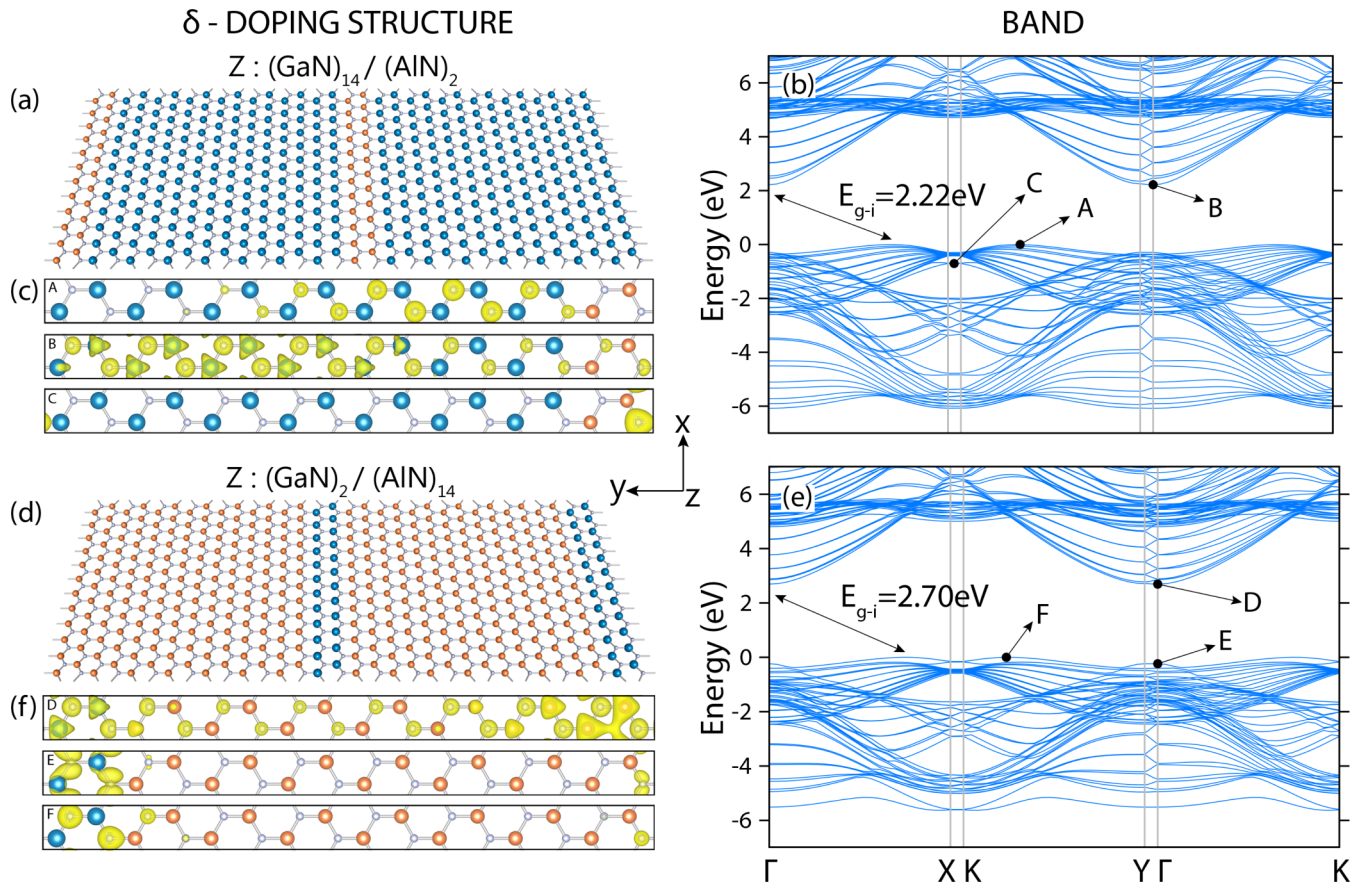 δ - DOPING STRUCTURE
BAND
Z : (GaN)14 / (AlN)2
(a)
(c)
A
B
C
(b)
6
4
2
0
-2
-4
-6
Energy (eV)
Eg-i=2.22eV
C
A
B
x
y
z
Z : (GaN)2 / (AlN)14
(d)
(f)
D
E
F
(e)
6
4
2
0
-2
-4
-6
Energy (eV)
Eg-i=2.70eV
F
D
E
Γ X K Y Γ K